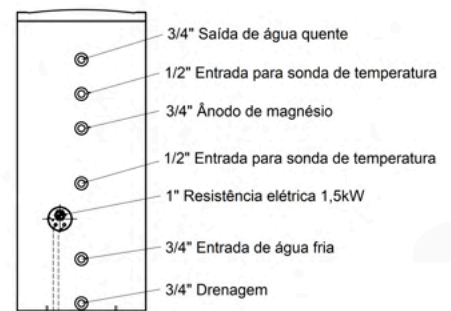 3/4" Saída de água quente
1/2" Entrada para sonda de temperatura
3/4" Ânodo de magnésio
1/2" Entrada para sonda de temperatura
1" Resistência elétrica 1,5kW
3/4" Entrada de água fria
3/4" Drenagem